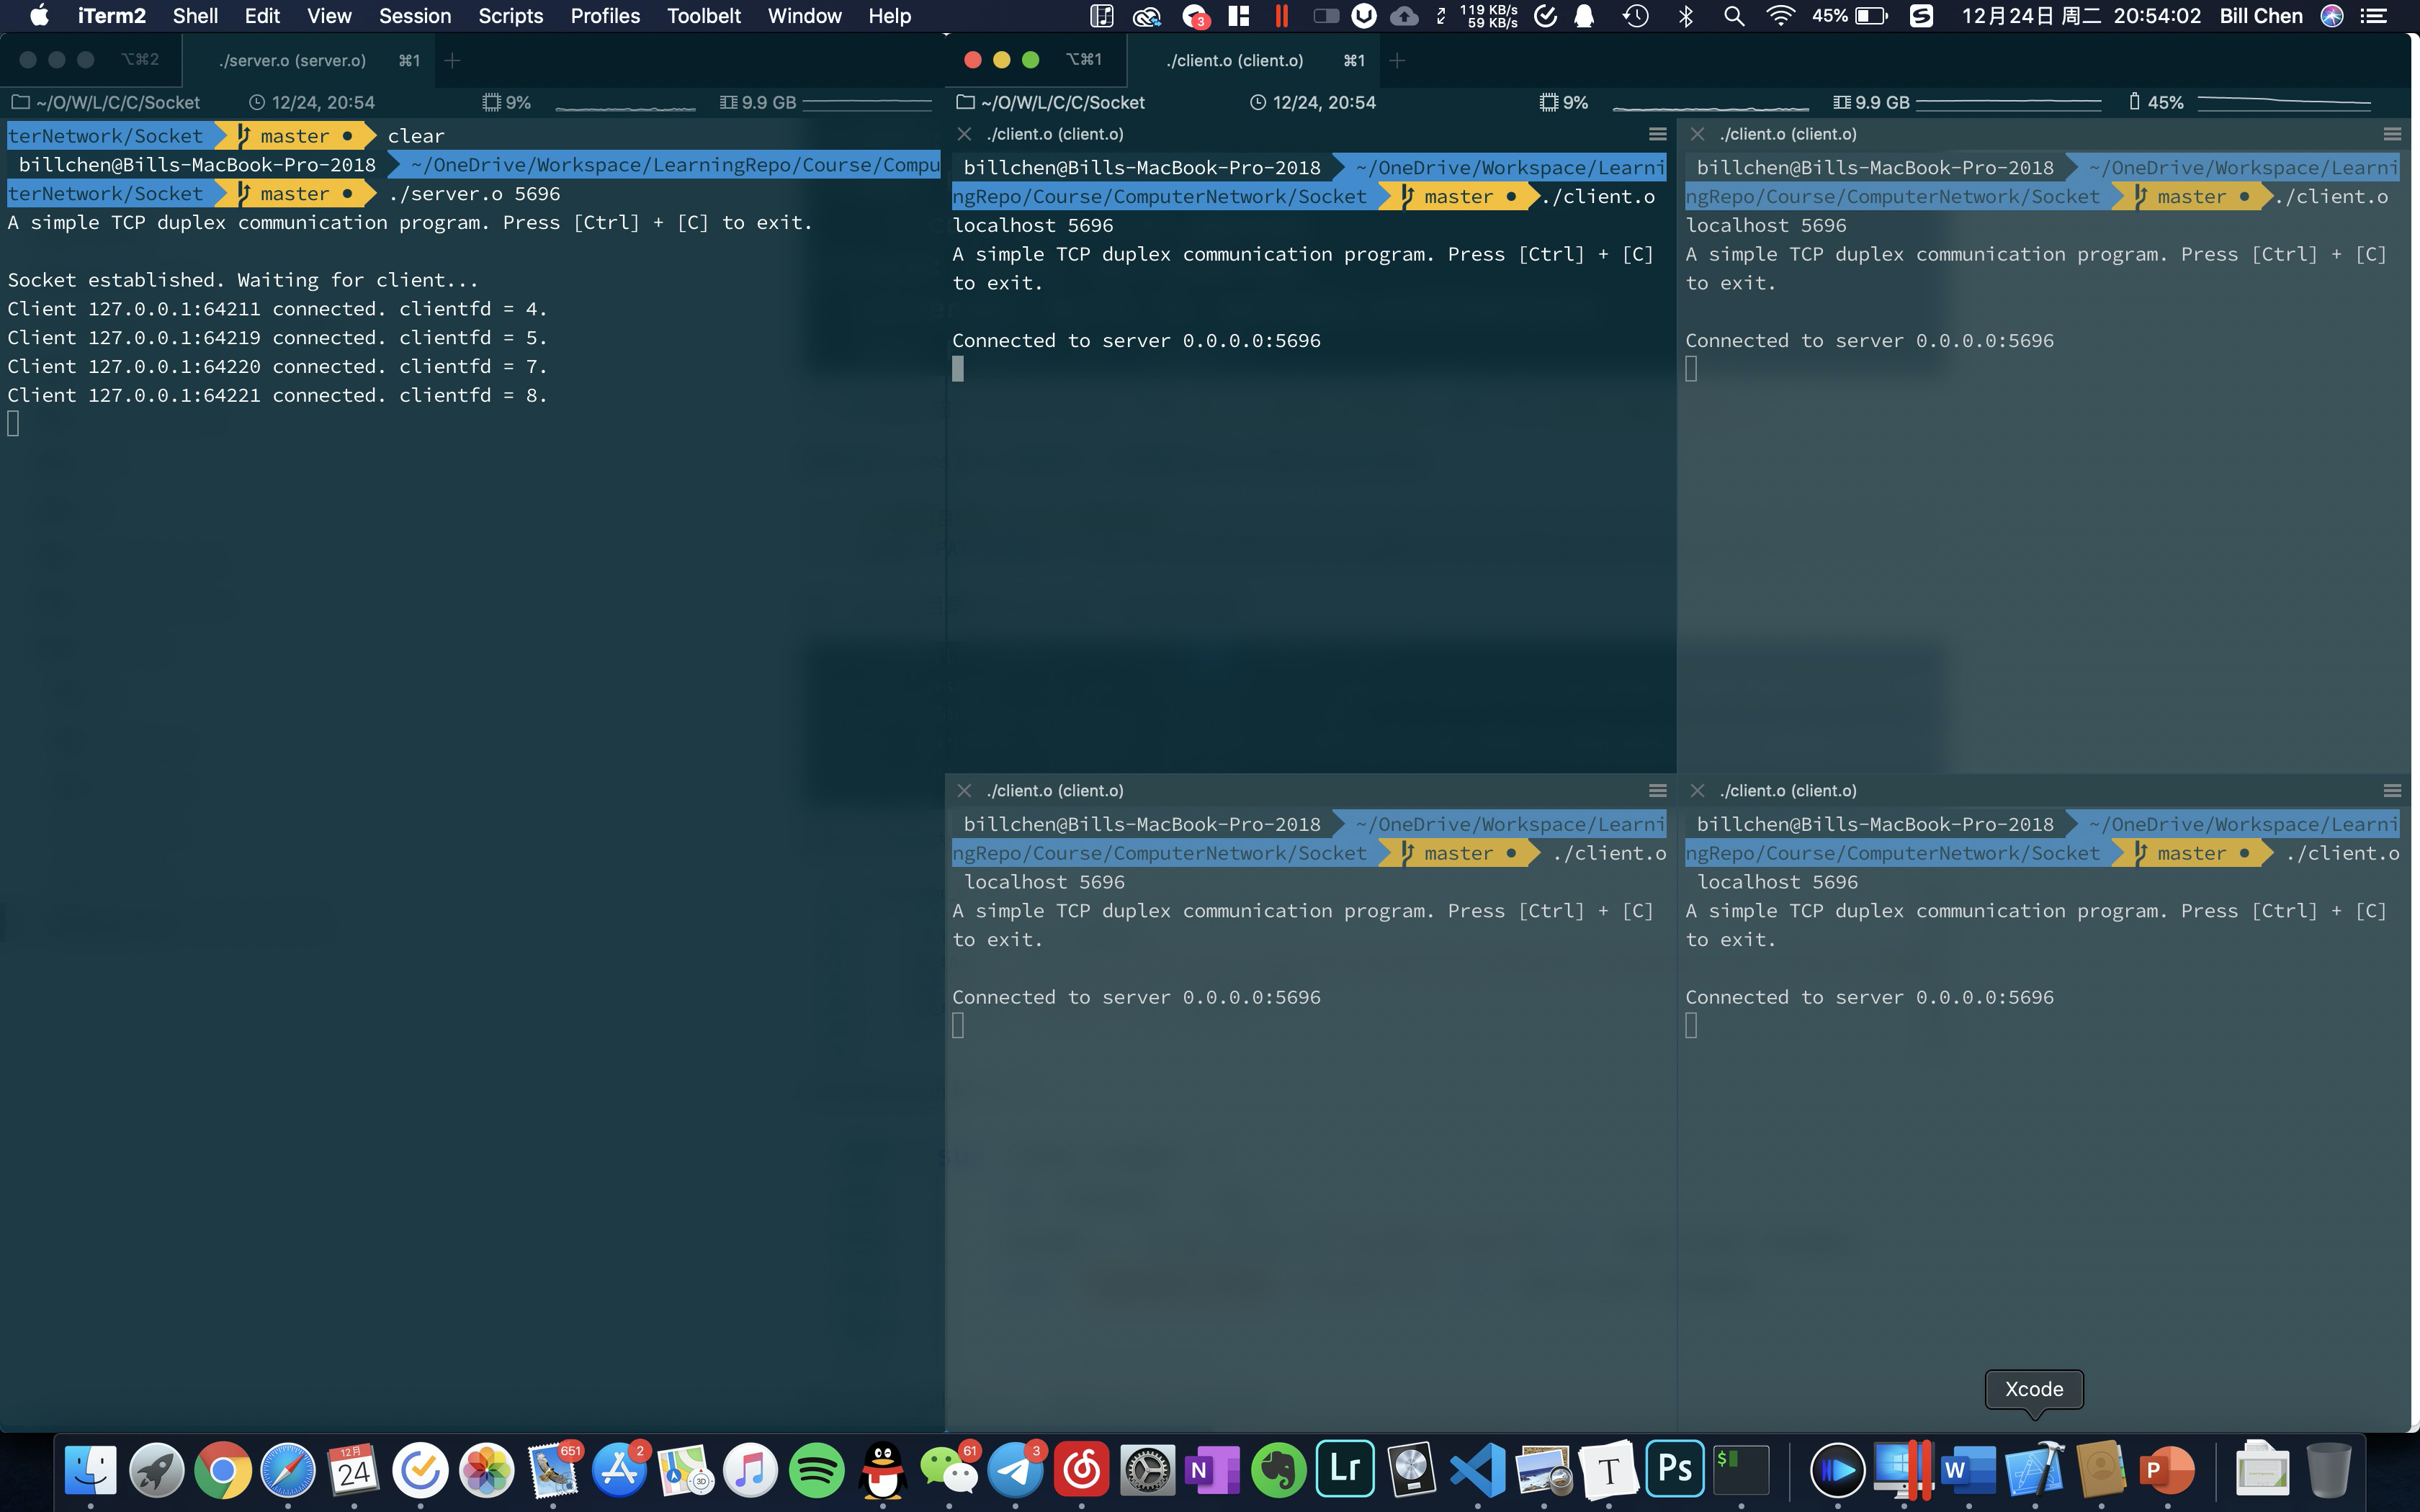 iTerm2 Shell Edit View Session Scripts Profiles Toolbelt Window Help 3 119 KB/s 59 KB/s 45% 12月24日 周二 20:54:02 Bill Chen
⌥⌘2 ./server.o (server.o) ⌘1 +
~/O/W/L/C/C/Socket 12/24, 20:54 9% 9.9 GB
terNetwork/Socket master ● clear
billchen@Bills-MacBook-Pro-2018 ~/OneDrive/Workspace/LearningRepo/Course/Compu
terNetwork/Socket master ● ./server.o 5696
A simple TCP duplex communication program. Press [Ctrl] + [C] to exit.
Socket established. Waiting for client...
Client 127.0.0.1:64211 connected. clientfd = 4.
Client 127.0.0.1:64219 connected. clientfd = 5.
Client 127.0.0.1:64220 connected. clientfd = 7.
Client 127.0.0.1:64221 connected. clientfd = 8.
⌥⌘1 ./client.o (client.o) ⌘1 +
~/O/W/L/C/C/Socket 12/24, 20:54 9% 9.9 GB 45%
./client.o (client.o)
billchen@Bills-MacBook-Pro-2018 ~/OneDrive/Workspace/Learni
ngRepo/Course/ComputerNetwork/Socket master ● ./client.o
localhost 5696
A simple TCP duplex communication program. Press [Ctrl] + [C]
to exit.
Connected to server 0.0.0.0:5696
./client.o (client.o)
billchen@Bills-MacBook-Pro-2018 ~/OneDrive/Workspace/Learni
ngRepo/Course/ComputerNetwork/Socket master ● ./client.o
localhost 5696
A simple TCP duplex communication program. Press [Ctrl] + [C]
to exit.
Connected to server 0.0.0.0:5696
./client.o (client.o)
billchen@Bills-MacBook-Pro-2018 ~/OneDrive/Workspace/Learni
ngRepo/Course/ComputerNetwork/Socket master ● ./client.o
localhost 5696
A simple TCP duplex communication program. Press [Ctrl] + [C]
to exit.
Connected to server 0.0.0.0:5696
./client.o (client.o)
billchen@Bills-MacBook-Pro-2018 ~/OneDrive/Workspace/Learni
ngRepo/Course/ComputerNetwork/Socket master ● ./client.o
localhost 5696
A simple TCP duplex communication program. Press [Ctrl] + [C]
to exit.
Connected to server 0.0.0.0:5696
Xcode
12月 24 651 2 3D 61 3 N Lr T Ps $ W P